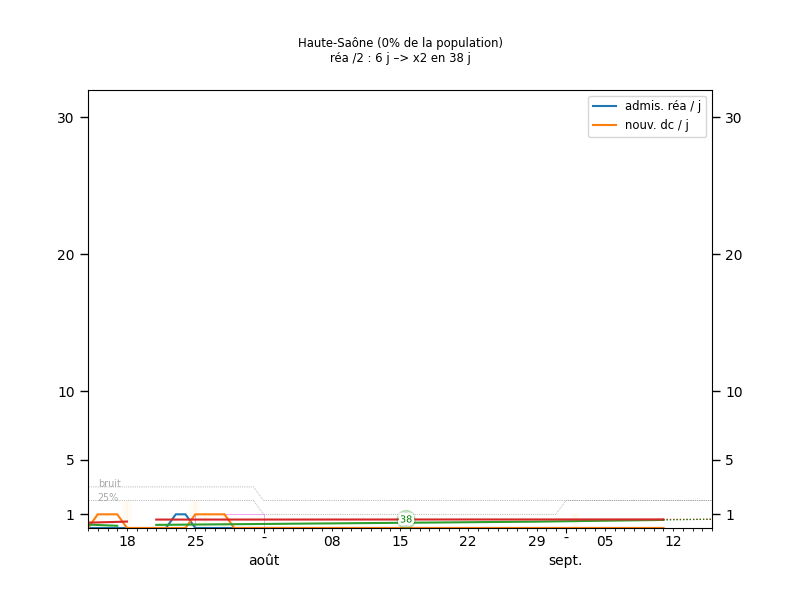 Haute-Saône (0% de la population)
réa /2 : 6 j –> x2 en 38 j
admis. réa / j
nouv. dc / j
30 30
20 20
10 10
5 5
bruit
25%
1 38 1
18 25 - 08 15 22 29 - 05 12
août sept.